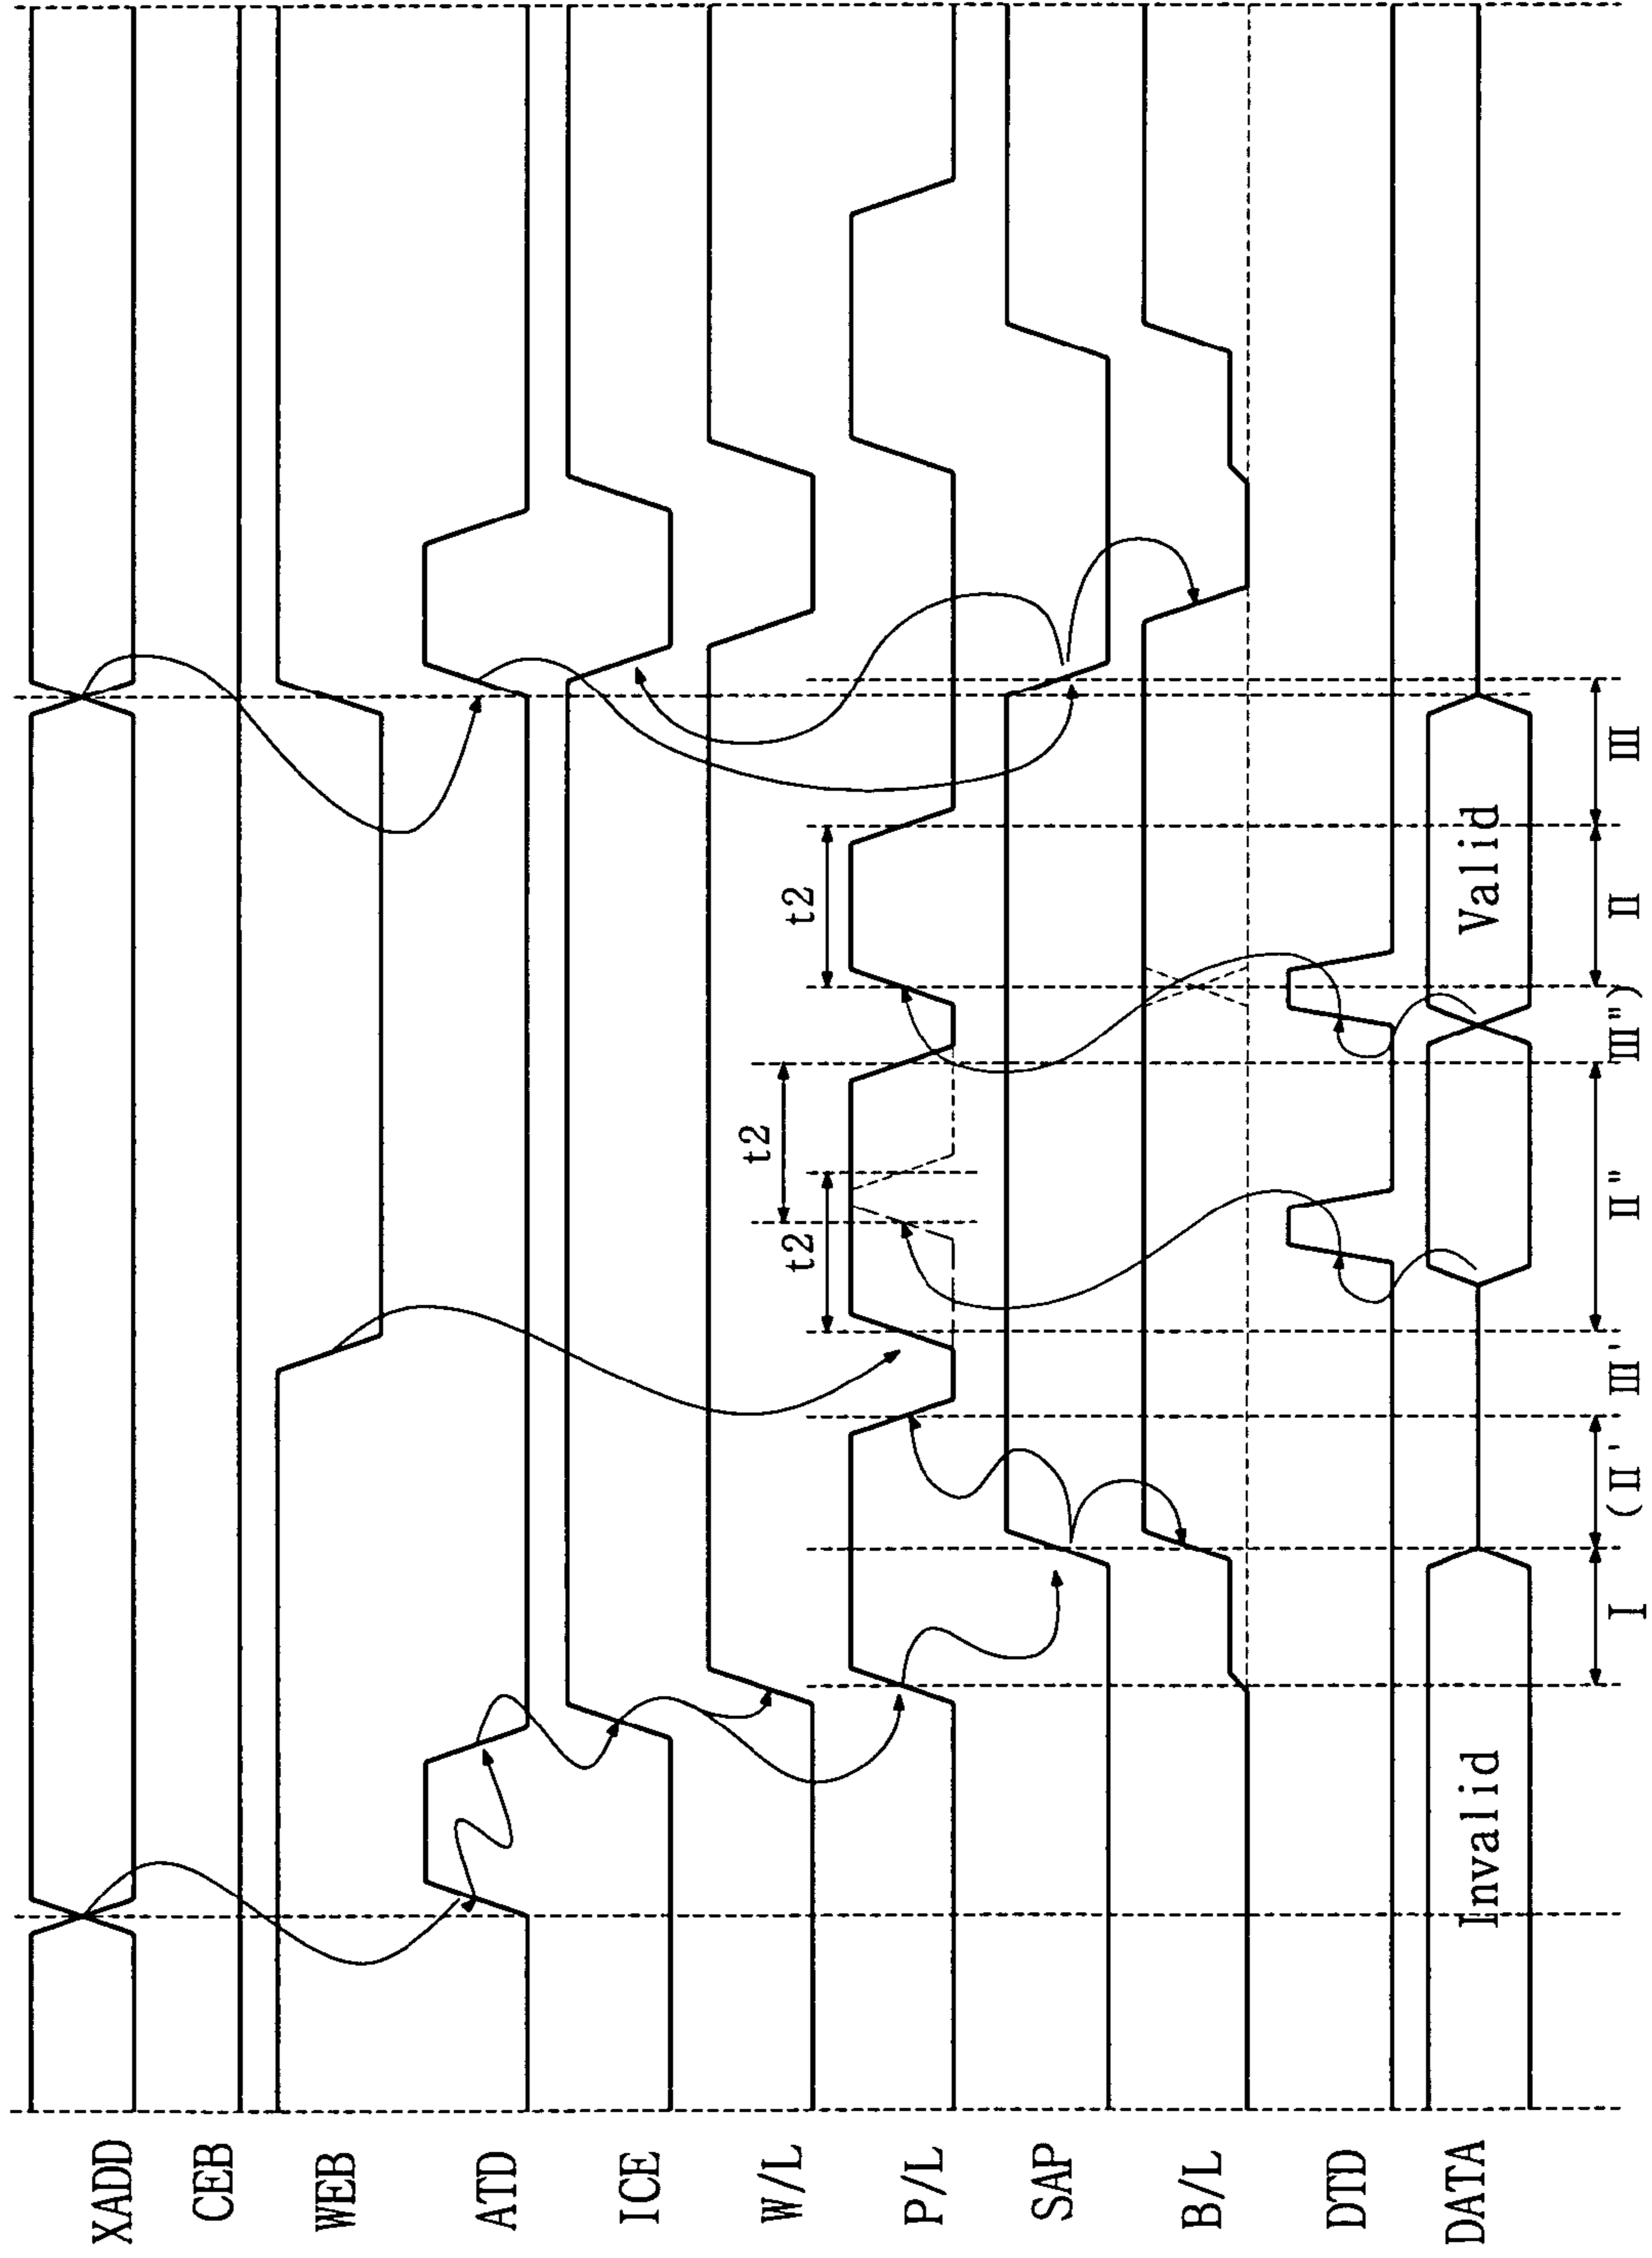 XADD
CEB
WEB
ATD
ICE
W/L
t2
t2 t2
P/L
SAP
B/L
DTD
DATA Invalid Valid
I (II' III' II" III") II III